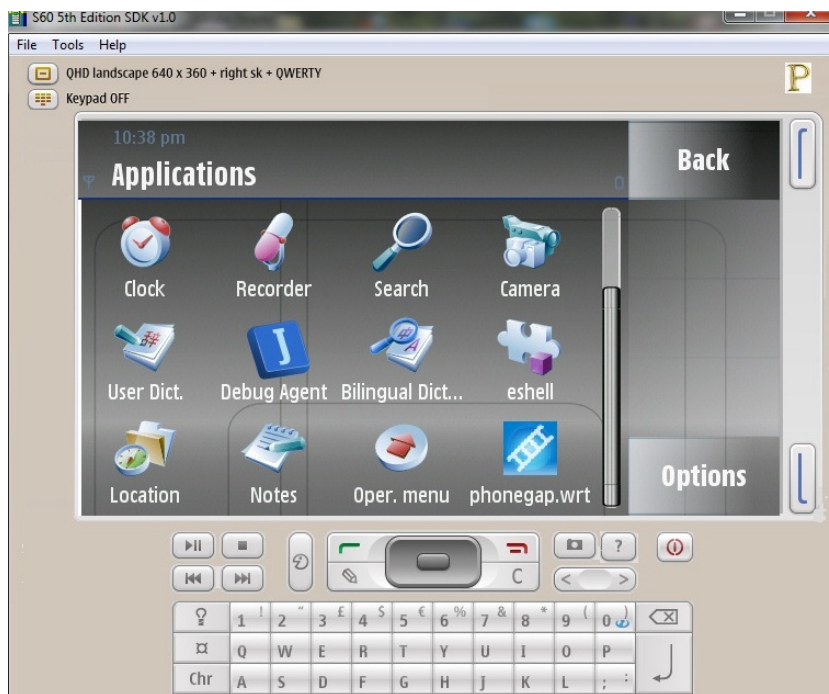 S60 5th Edition SDK v1.0
File Tools Help
QHD landscape 640 x 360 + right sk + QWERTY
P
Keypad OFF
10:38 pm
Applications
Back
Clock
Recorder
Search
Camera
User Dict.
Debug Agent
Bilingual Dict...
eshell
Location
Notes
Oper. menu
phonegap.wrt
Options
?
C
< >
1 ! 2 " 3 £ 4 $ 5 € 6 % 7 & 8 * 9 ( 0 )
Q W E R T Y U I O P
Chr A S D F G H J K L ; :